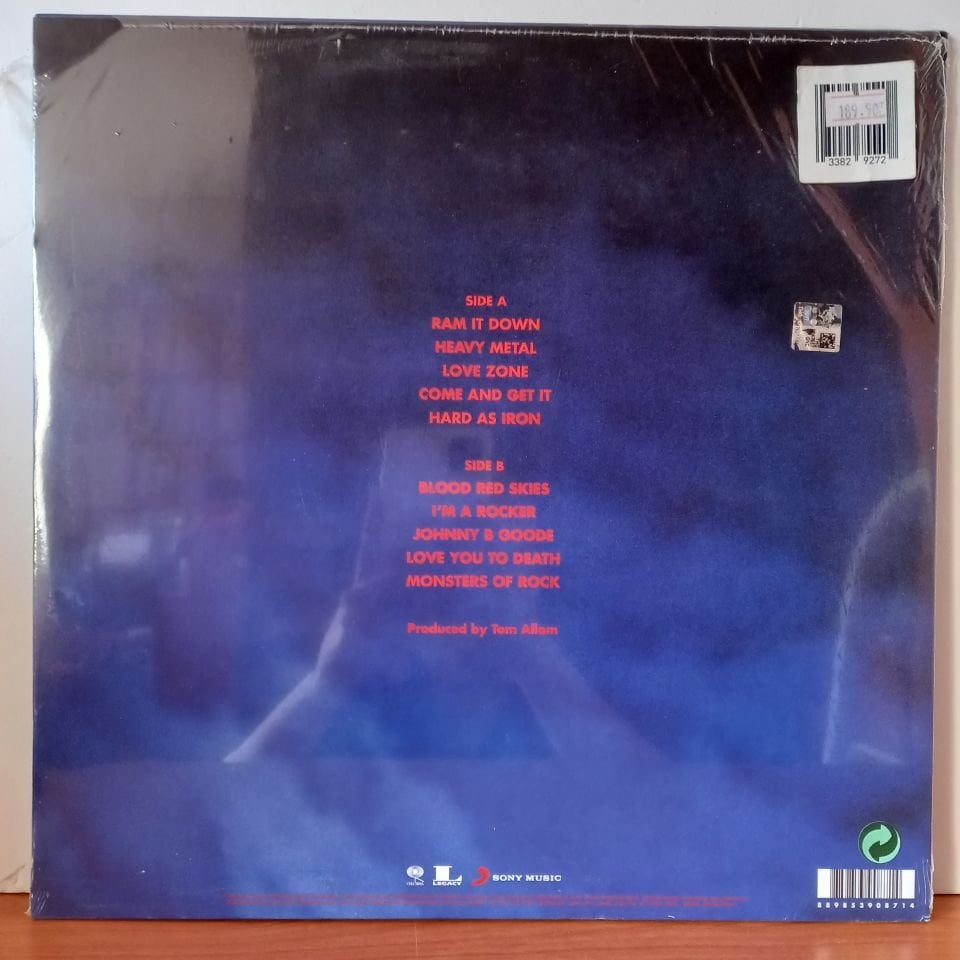 189.90
3382 9272
SIDE A
RAM IT DOWN
HEAVY METAL
LOVE ZONE
COME AND GET IT
HARD AS IRON
SIDE B
BLOOD RED SKIES
I'M A ROCKER
JOHNNY B GOODE
LOVE YOU TO DEATH
MONSTERS OF ROCK
Produced by Tom Allom
COLUMBIA
L
LEGACY
SONY MUSIC
889853908714